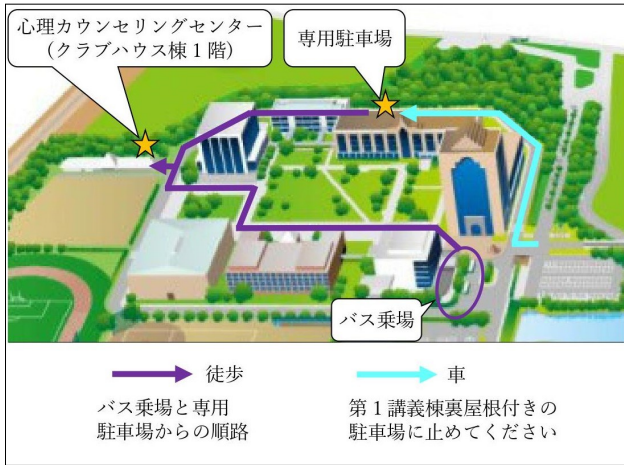 心理カウンセリングセンター
(クラブハウス棟１階)
専用駐車場
バス乗場
徒歩
車
バス乗場と専用
駐車場からの順路
第１講義棟裏屋根付きの
駐車場に止めてください